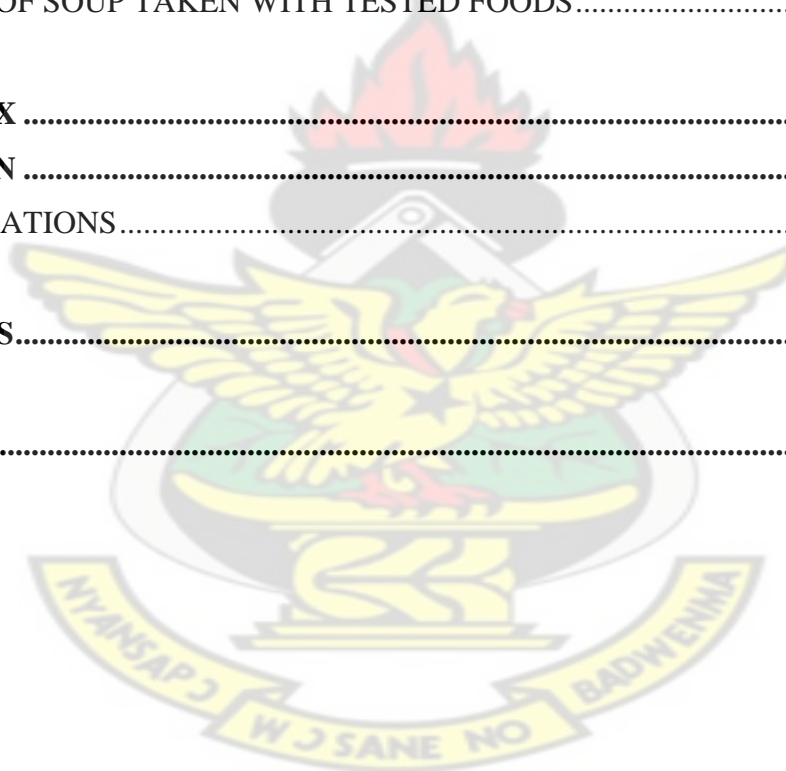 OF SOUP TAKEN WITH TESTED FOODS...........................
X ...............................................................................................
N ...............................................................................................
ATIONS...................................................................................
S................................................................................................
..................................................................................................
NYANSAPƆ
W Ɔ SANE NO
BADWENMA